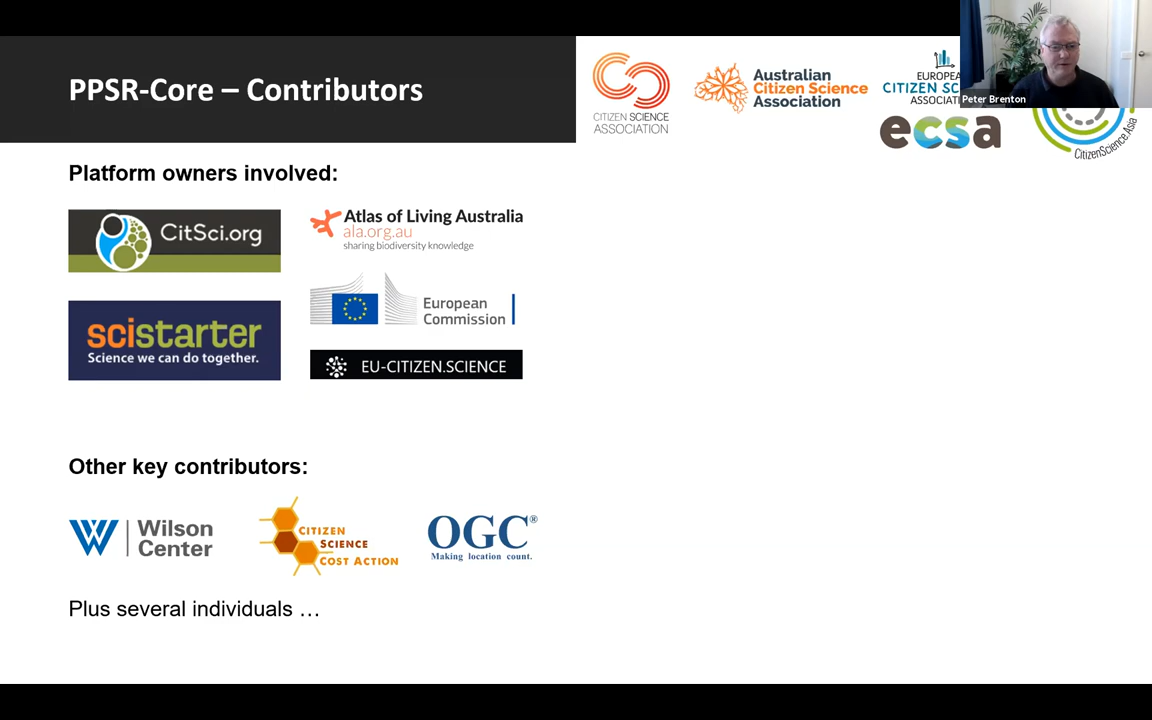 PPSR-Core – Contributors
CITIZEN SCIENCE
ASSOCIATION
Australian
Citizen Science
Association
EUROPEA
CITIZEN SC
ASSOCIAT
ecsa
CitizenScience.Asia
Peter Brenton
Platform owners involved:
CitSci.org
Atlas of Living Australia
ala.org.au
sharing biodiversity knowledge
European
Commission
scistarter
Science we can do together.
EU-CITIZEN.SCIENCE
Other key contributors:
Wilson
Center
CITIZEN
SCIENCE
COST ACTION
OGC®
Making location count.
Plus several individuals …